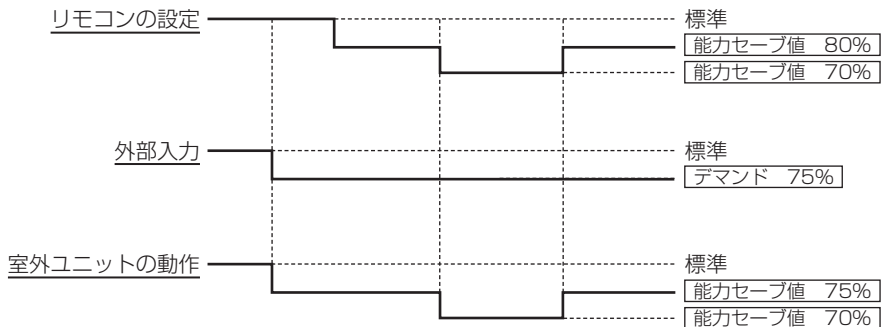 リモコンの設定
標準
能力セーブ値 80%
能力セーブ値 70%
外部入力
標準
デマンド 75%
室外ユニットの動作
標準
能力セーブ値 75%
能力セーブ値 70%